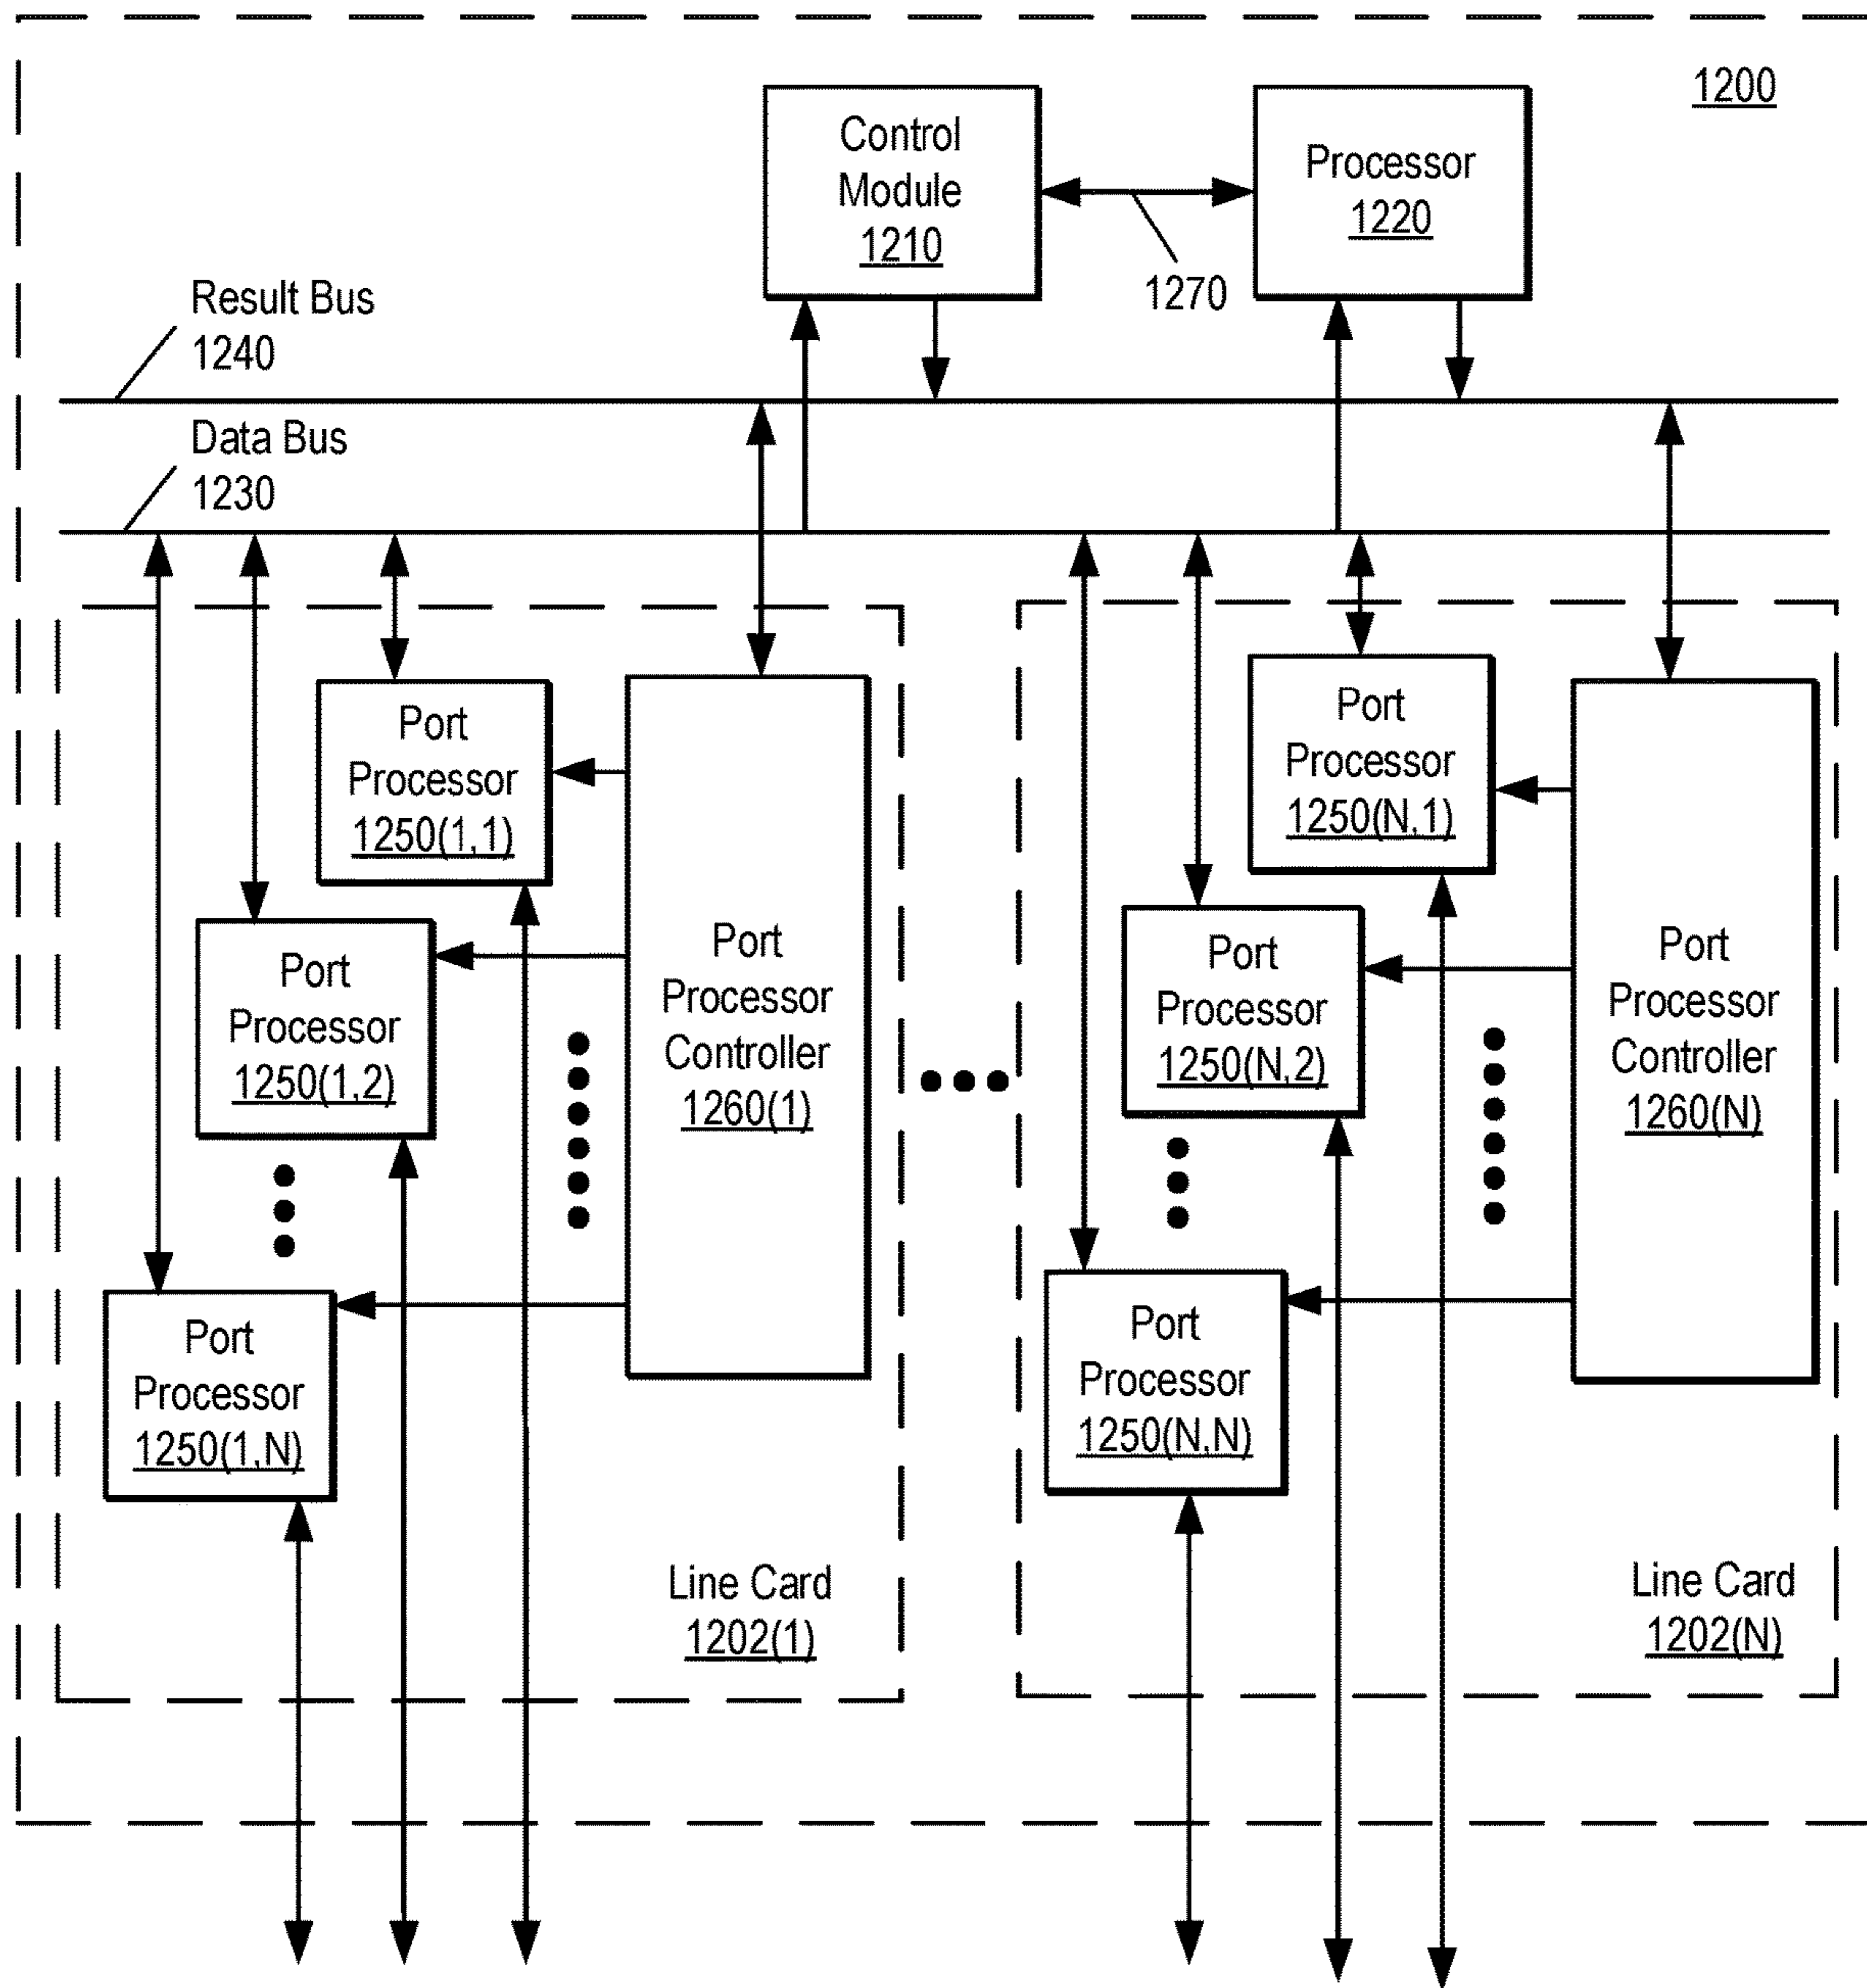 1200
Control
Module
1210
Processor
1220
1270
Result Bus
1240
Data Bus
1230
Port
Processor
1250(1,1)
Port
Processor
1250(1,2)
Port
Processor
1250(1,N)
Port
Processor
Controller
1260(1)
Line Card
1202(1)
Port
Processor
1250(N,1)
Port
Processor
1250(N,2)
Port
Processor
1250(N,N)
Port
Processor
Controller
1260(N)
Line Card
1202(N)